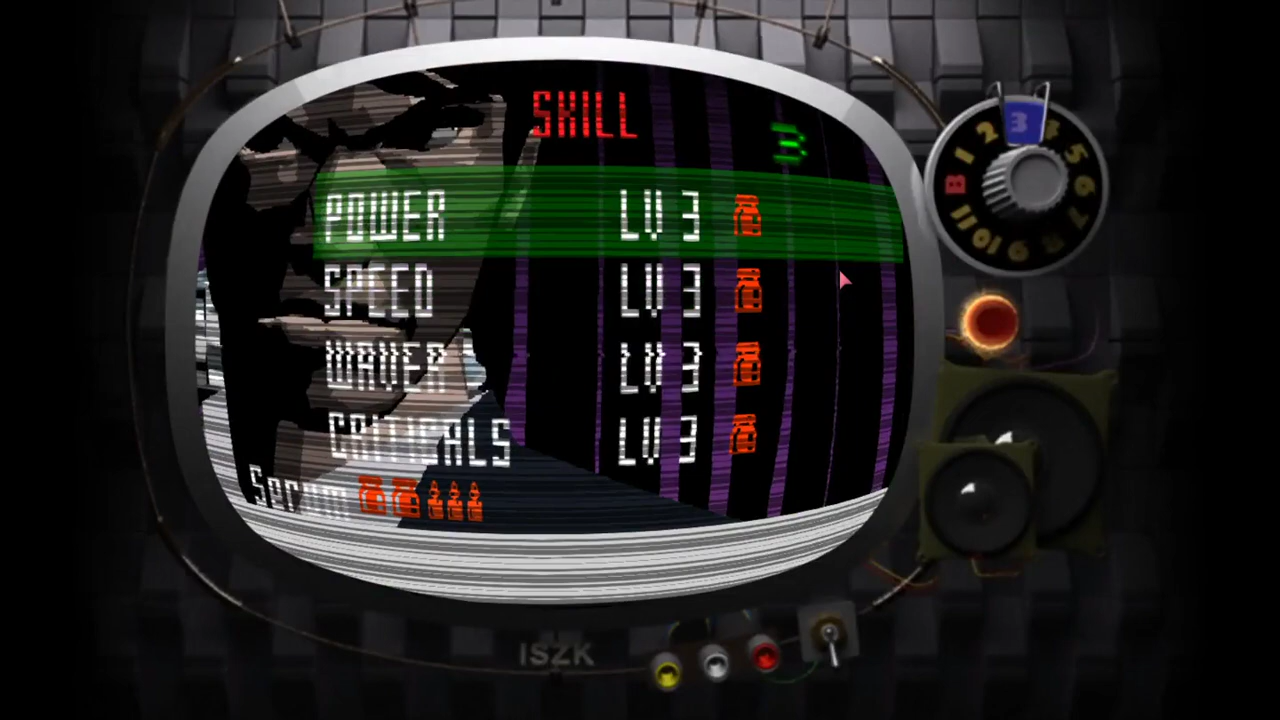 SKILL
3
POWER LV 3
SPEED LV 3
WAVER LV 3
CRITICALS LV 3
Serum
B 1 2 3 4 5 6 7 8 9 10 11
ISZK